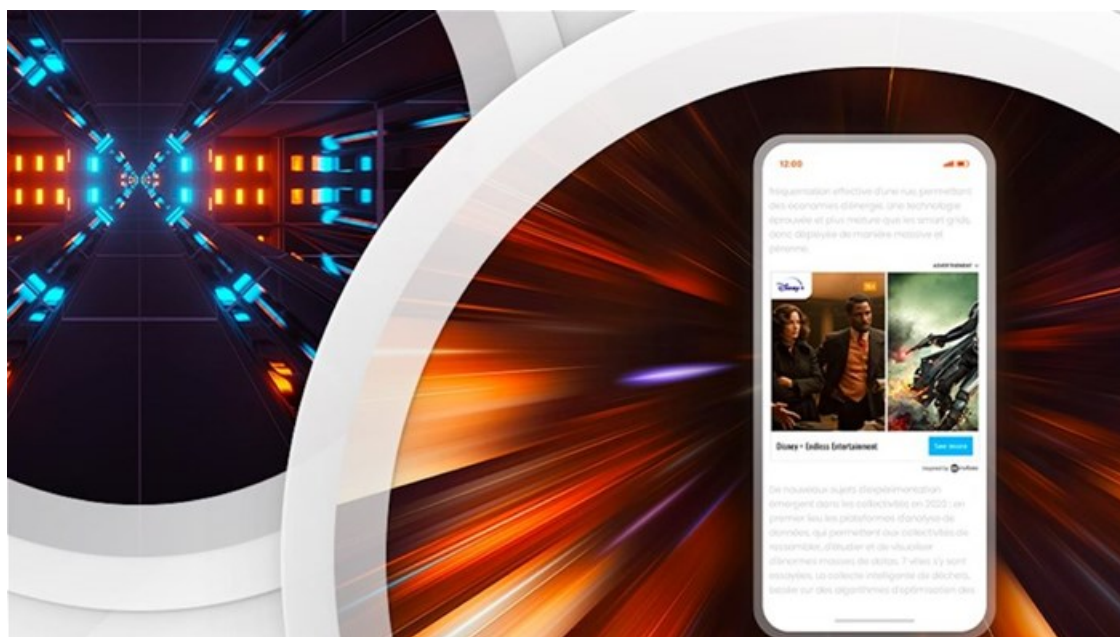 12:00
fréquentation effective d'une rue, permettant
des économies d'énergie. Une technologie
éprouvée et plus mature que les smart grids,
donc déployée de manière massive et
pérenne.
ADVERTISEMENT
Disney+
Disney + Endless Entertainment
See more
Inspired by
De nouveaux sujets d'expérimentation
émergent dans les collectivités en 2020 : en
premier lieu les plateformes d'analyse de
données, qui permettent aux collectivités de
rassembler, d'étudier et de visualiser
d'énormes masses de datas. 7 villes s'y sont
essayées. La collecte intelligente de déchets,
basée sur des algorithmes d'optimisation des